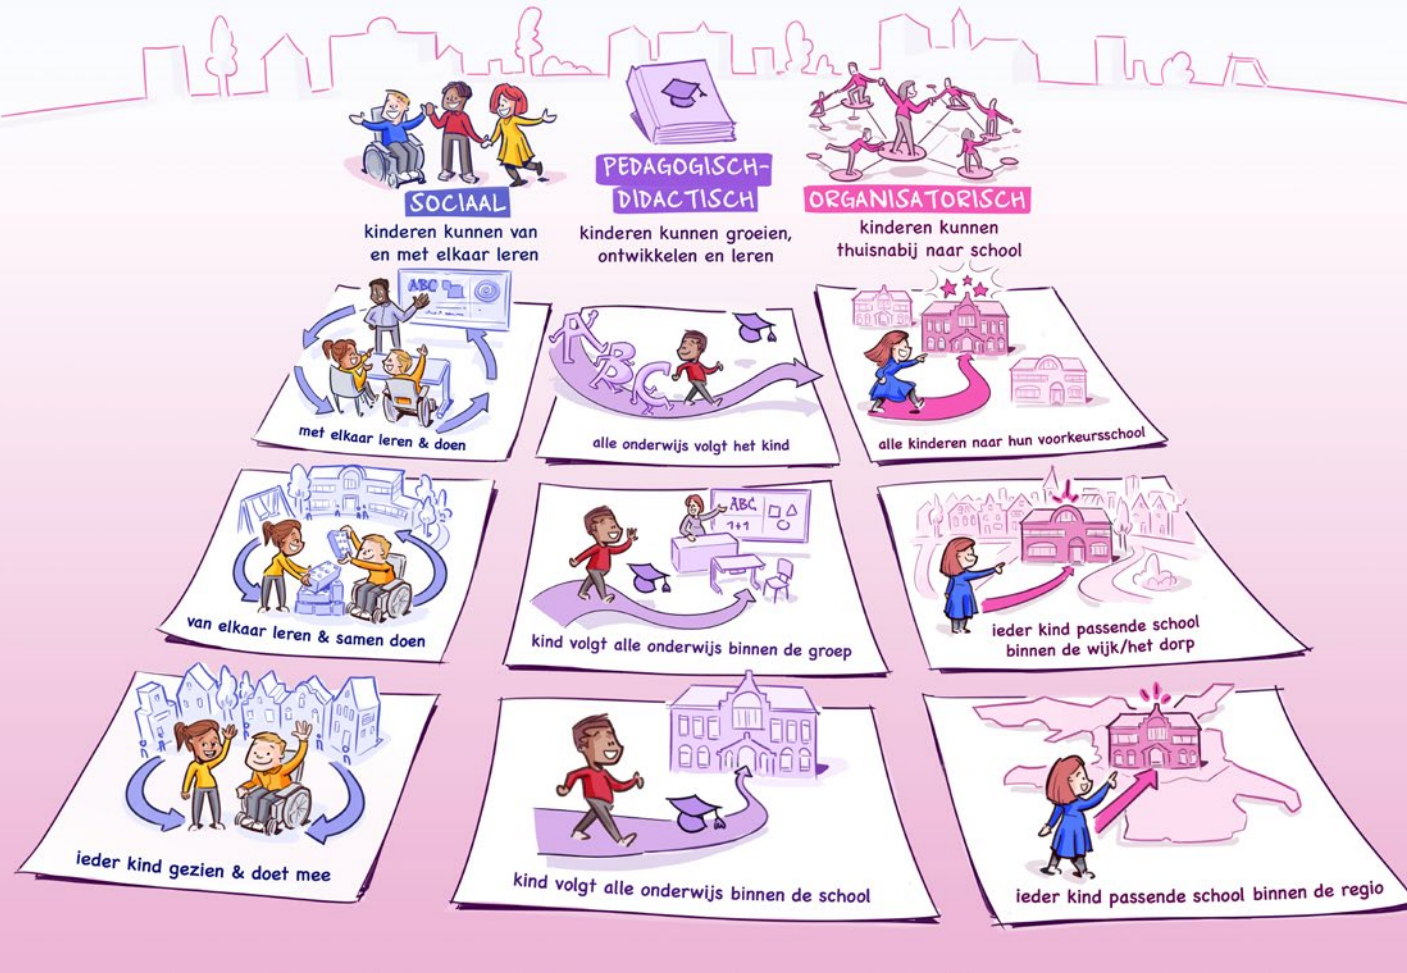 SOCIAAL
kinderen kunnen van
en met elkaar leren
PEDAGOGISCH-
DIDACTISCH
kinderen kunnen groeien,
ontwikkelen en leren
ORGANISATORISCH
kinderen kunnen
thuisnabij naar school
ABC
met elkaar leren & doen
ABC
alle onderwijs volgt het kind
alle kinderen naar hun voorkeursschool
van elkaar leren & samen doen
ABC
1+1
kind volgt alle onderwijs binnen de groep
ieder kind passende school
binnen de wijk/het dorp
ieder kind gezien & doet mee
kind volgt alle onderwijs binnen de school
ieder kind passende school binnen de regio